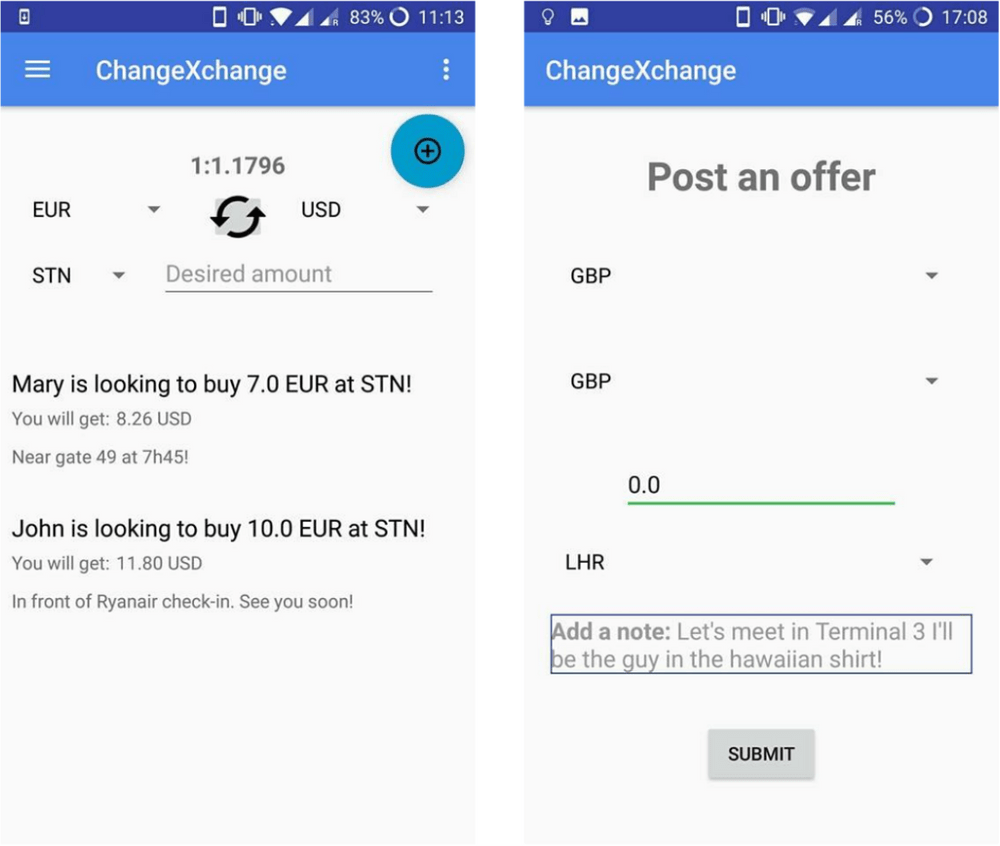 83% 11:13
ChangeXchange
1:1.1796
EUR
USD
STN
Desired amount
Mary is looking to buy 7.0 EUR at STN!
You will get: 8.26 USD
Near gate 49 at 7h45!
John is looking to buy 10.0 EUR at STN!
You will get: 11.80 USD
In front of Ryanair check-in. See you soon!
56% 17:08
ChangeXchange
Post an offer
GBP
GBP
0.0
LHR
Add a note: Let's meet in Terminal 3 I'll
be the guy in the hawaiian shirt!
SUBMIT